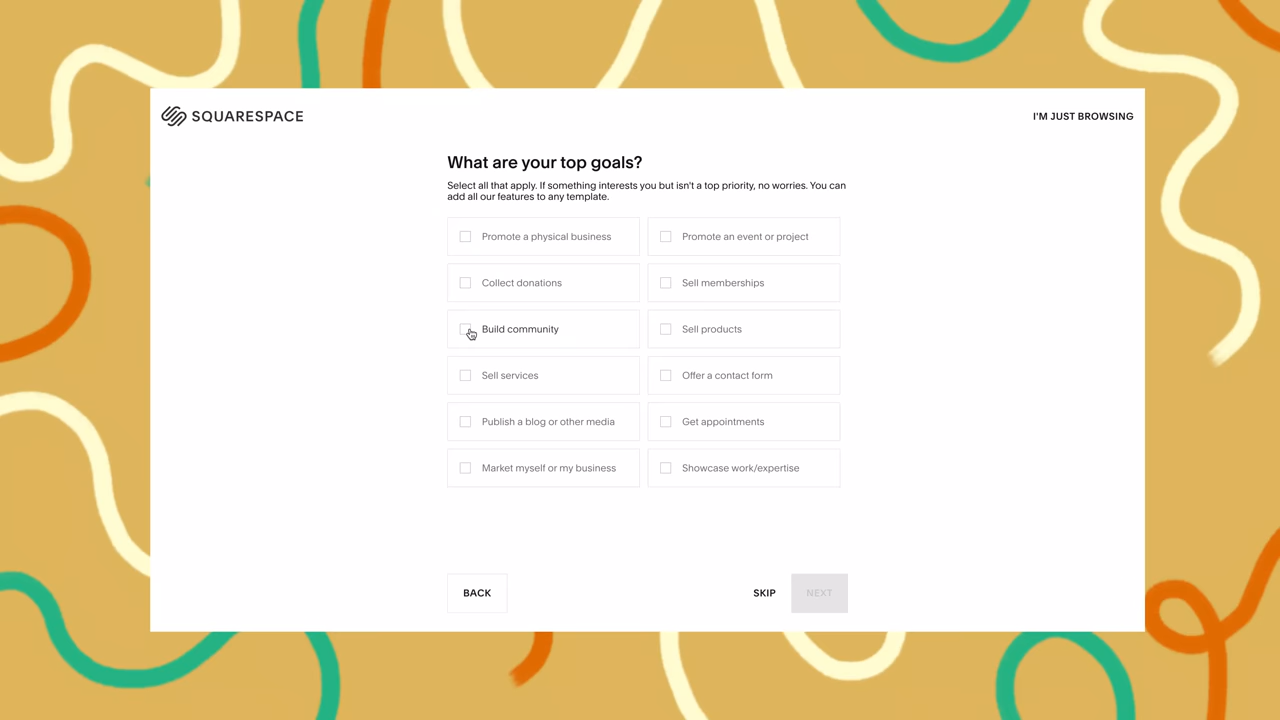 SQUARESPACE
I'M JUST BROWSING
What are your top goals?
Select all that apply. If something interests you but isn't a top priority, no worries. You can
add all our features to any template.
Promote a physical business
Promote an event or project
Collect donations
Sell memberships
Build community
Sell products
Sell services
Offer a contact form
Publish a blog or other media
Get appointments
Market myself or my business
Showcase work/expertise
BACK
SKIP
NEXT